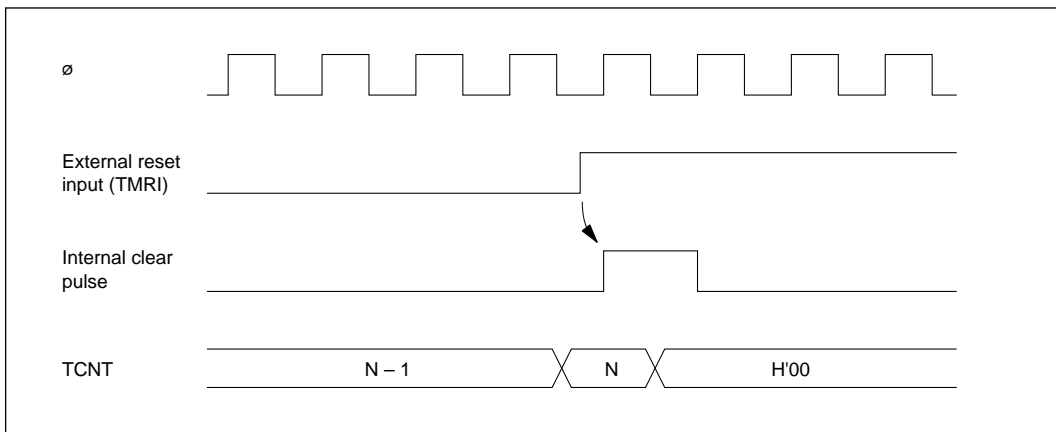 ø
External reset
input (TMRI)
Internal clear
pulse
TCNT
N – 1
N
H'00